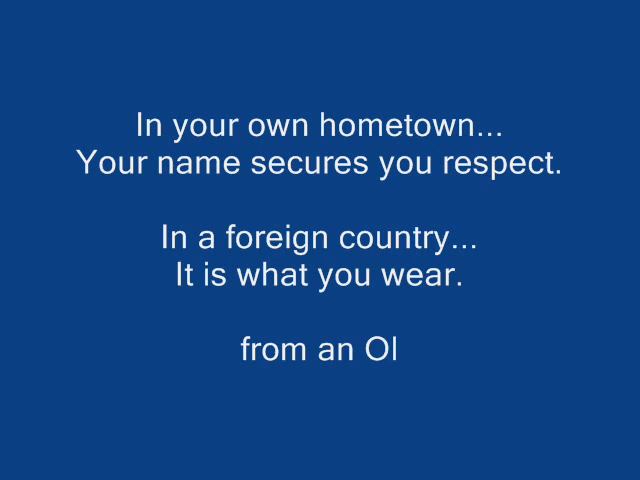 In your own hometown...
Your name secures you respect.
In a foreign country...
It is what you wear.
from an Ol